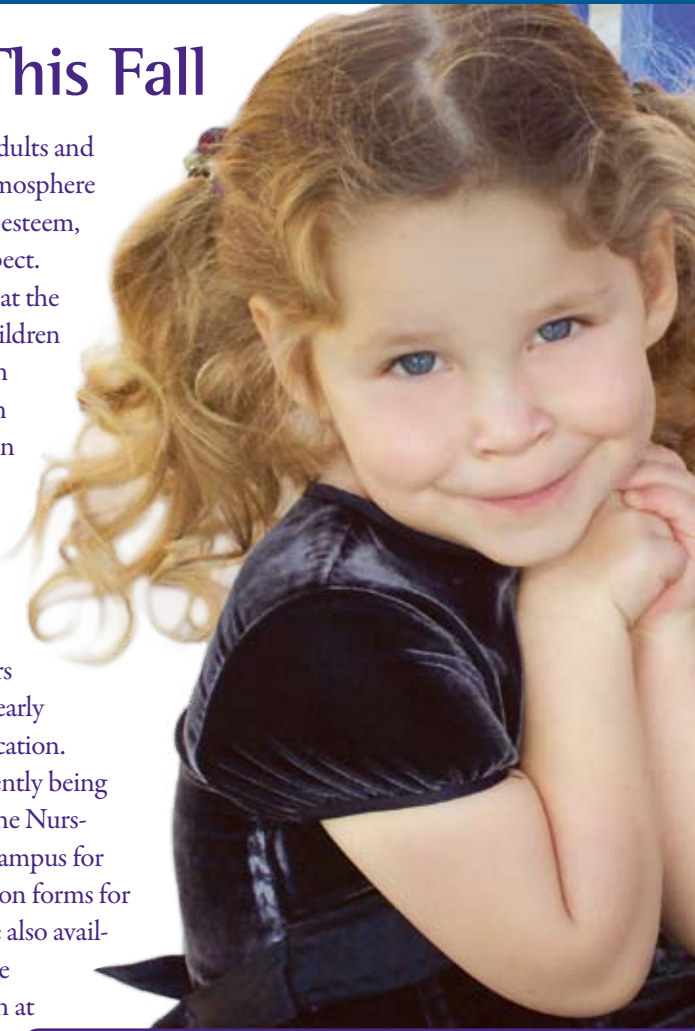 This Fall
dults and
mosphere
esteem,
pect.
at the
ildren
n
n
n
rs
early
cation.
ently being
he Nurs-
ampus for
on forms for
e also avail-
e
n at